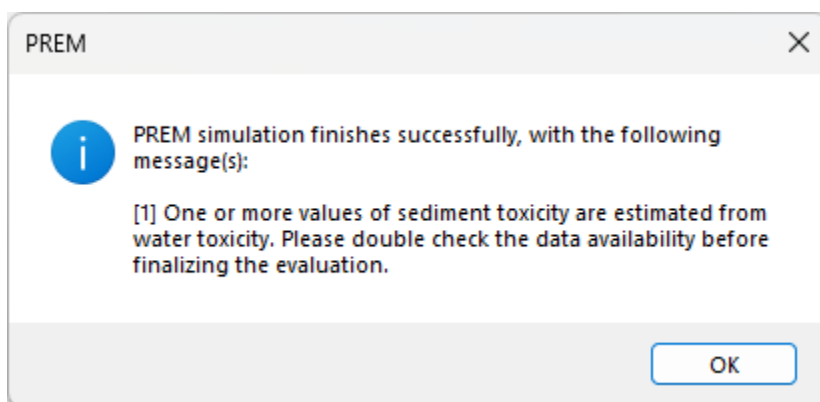 PREM
PREM simulation finishes successfully, with the following
message(s):
[1] One or more values of sediment toxicity are estimated from
water toxicity. Please double check the data availability before
finalizing the evaluation.
OK